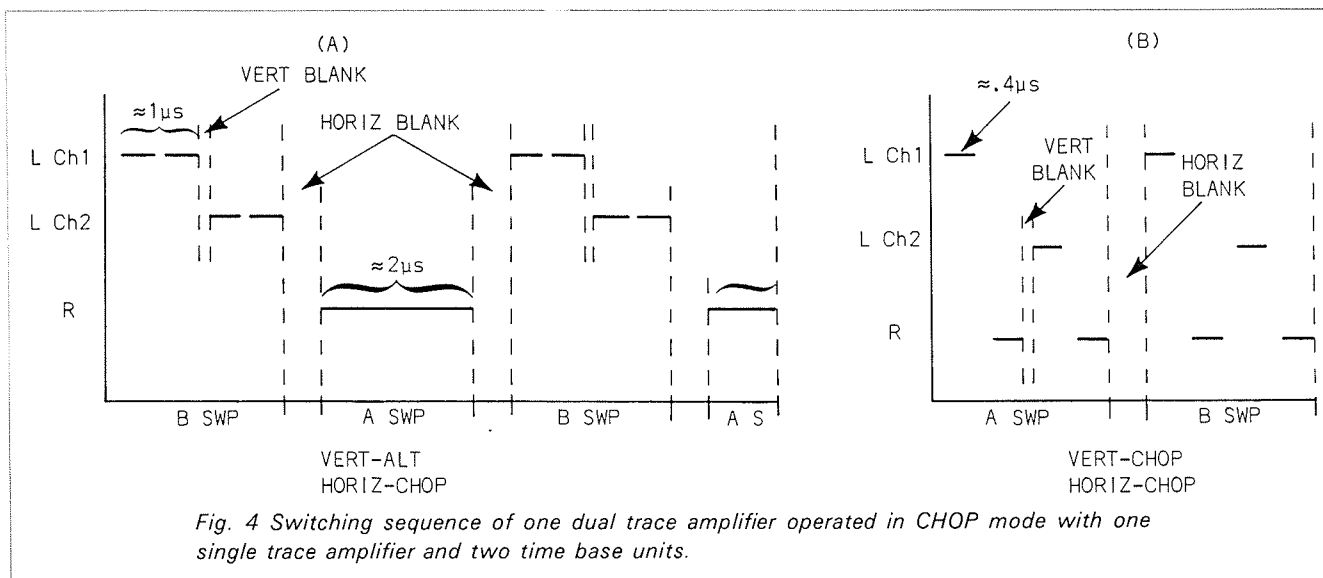 (A)
VERT BLANK
≈1µs
HORIZ BLANK
L Ch1
L Ch2
≈2µs
R
B SWP
A SWP
B SWP
A S
VERT-ALT
HORIZ-CHOP
(B)
≈.4µs
L Ch1
VERT
BLANK
HORIZ
BLANK
L Ch2
R
A SWP
B SWP
VERT-CHOP
HORIZ-CHOP
Fig. 4 Switching sequence of one dual trace amplifier operated in CHOP mode with one
single trace amplifier and two time base units.